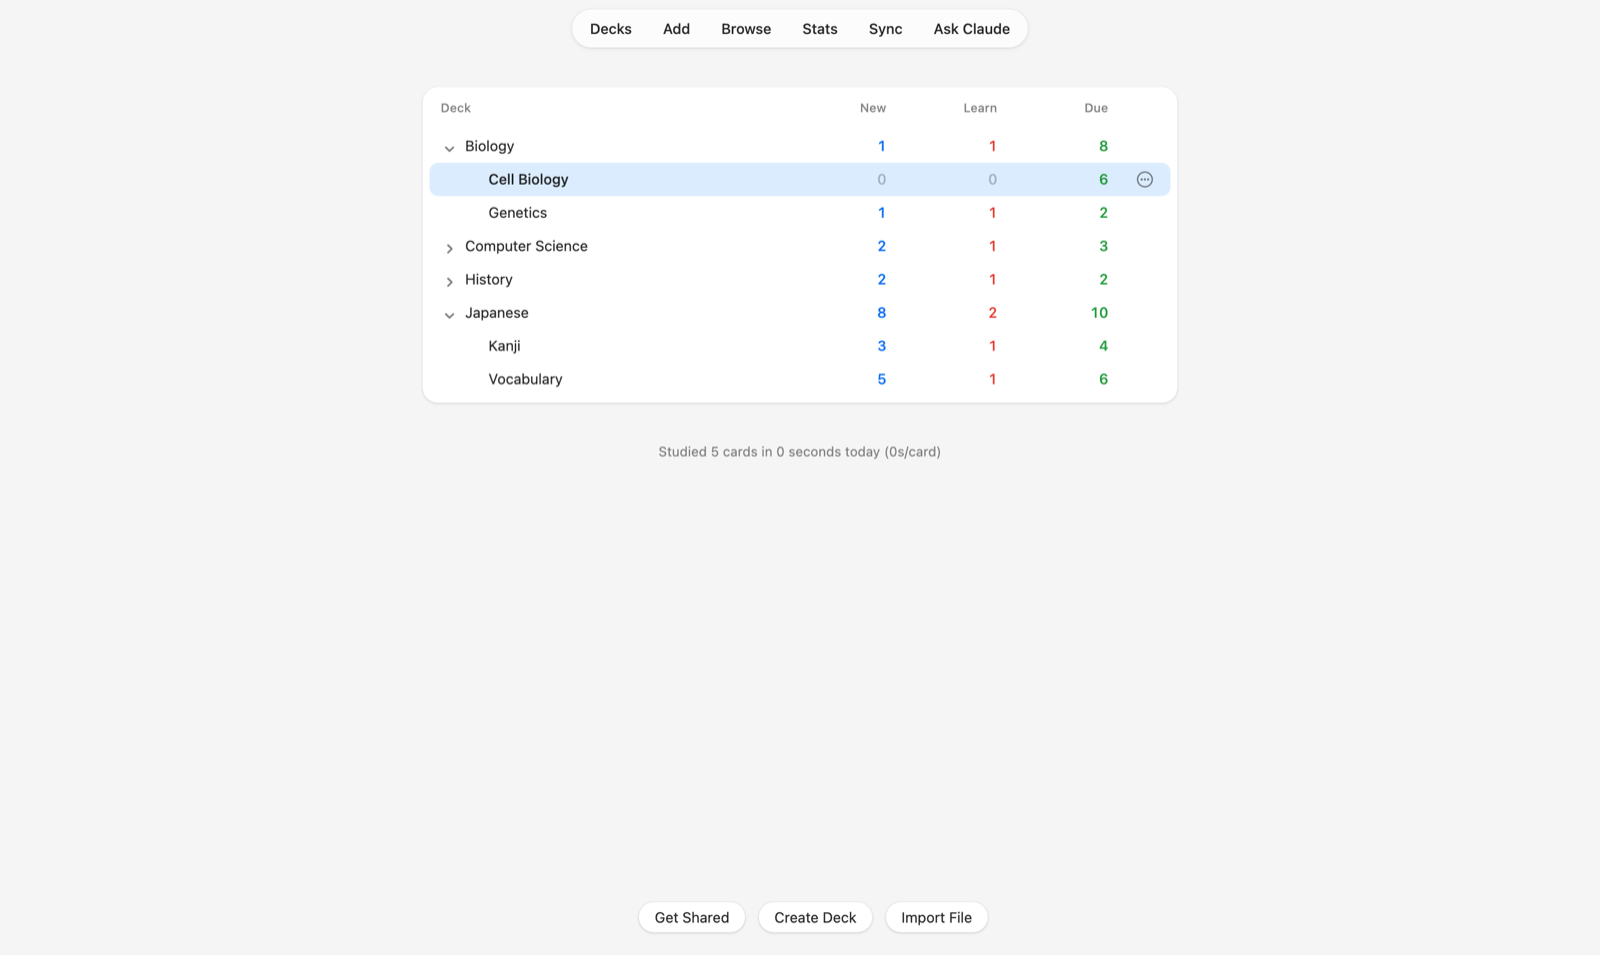 Decks Add Browse Stats Sync Ask Claude
Deck New Learn Due
Biology 1 1 8
Cell Biology 0 0 6
Genetics 1 1 2
Computer Science 2 1 3
History 2 1 2
Japanese 8 2 10
Kanji 3 1 4
Vocabulary 5 1 6
Studied 5 cards in 0 seconds today (0s/card)
Get Shared Create Deck Import File